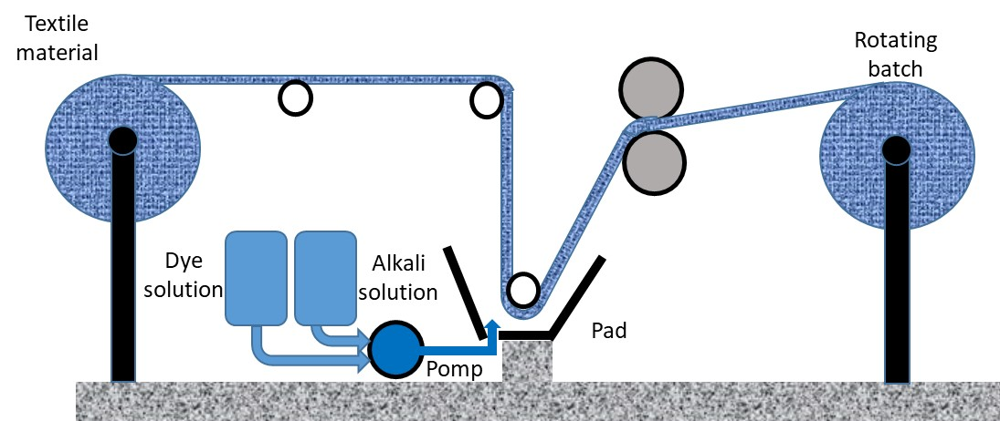 Textile
material
Rotating
batch
Dye
solution
Alkali
solution
Pad
Pomp